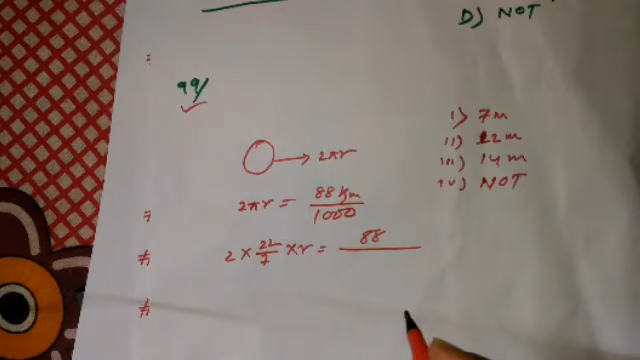 D) NOT
99/
i) 7m
ii) 22m
→ 2πr
iii) 14m
iv) NOT
2πr = 88 Km / 1000
2 × 22/7 × r = 88